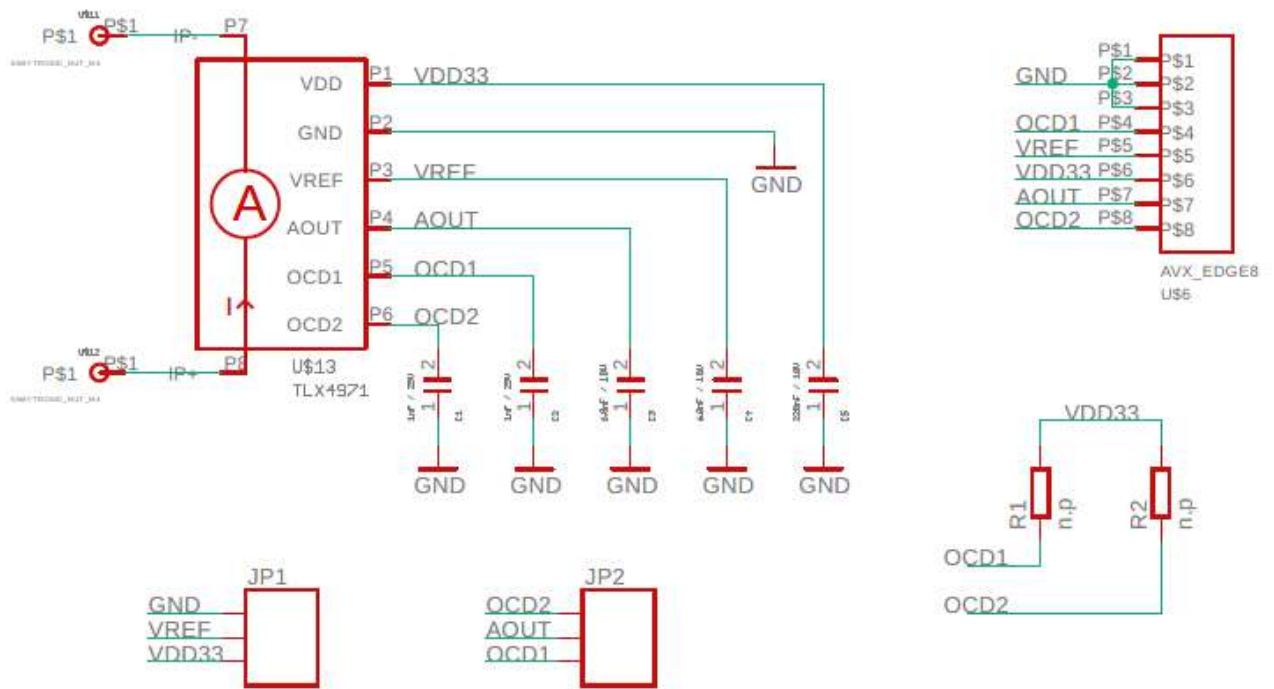 P$1
P$1
IP-
P7
VDD
P1
VDD33
GND
P2
GND
VREF
P3
VREF
A
AOUT
P4
AOUT
OCD1
P5
OCD1
I
OCD2
P6
OCD2
P$1
P$1
IP+
P8
U$13
TLX4971
2
1
1nF / 25V
GND
2
1
1nF / 25V
GND
2
1
GND
2
1
GND
2
1
GND
P$1
P$1
GND
P$2
P$2
P$3
P$3
OCD1
P$4
P$4
VREF
P$5
P$5
VDD33
P$6
P$6
AOUT
P$7
P$7
OCD2
P$8
P$8
AVX_EDGE8
U$6
VDD33
R1
n.p
R2
n.p
OCD1
OCD2
JP1
GND
VREF
VDD33
JP2
OCD2
AOUT
OCD1